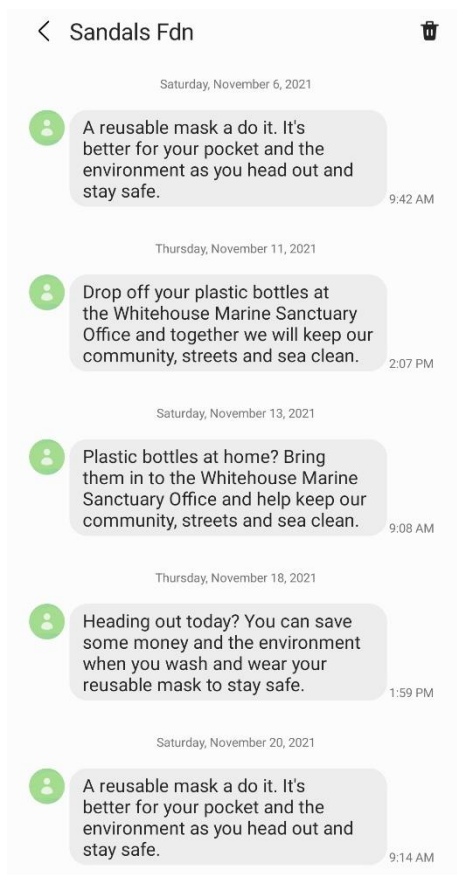 Sandals Fdn
Saturday, November 6, 2021
A reusable mask a do it. It's
better for your pocket and the
environment as you head out and
stay safe.
9:42 AM
Thursday, November 11, 2021
Drop off your plastic bottles at
the Whitehouse Marine Sanctuary
Office and together we will keep our
community, streets and sea clean.
2:07 PM
Saturday, November 13, 2021
Plastic bottles at home? Bring
them in to the Whitehouse Marine
Sanctuary Office and help keep our
community, streets and sea clean.
9:08 AM
Thursday, November 18, 2021
Heading out today? You can save
some money and the environment
when you wash and wear your
reusable mask to stay safe.
1:59 PM
Saturday, November 20, 2021
A reusable mask a do it. It's
better for your pocket and the
environment as you head out and
stay safe.
9:14 AM